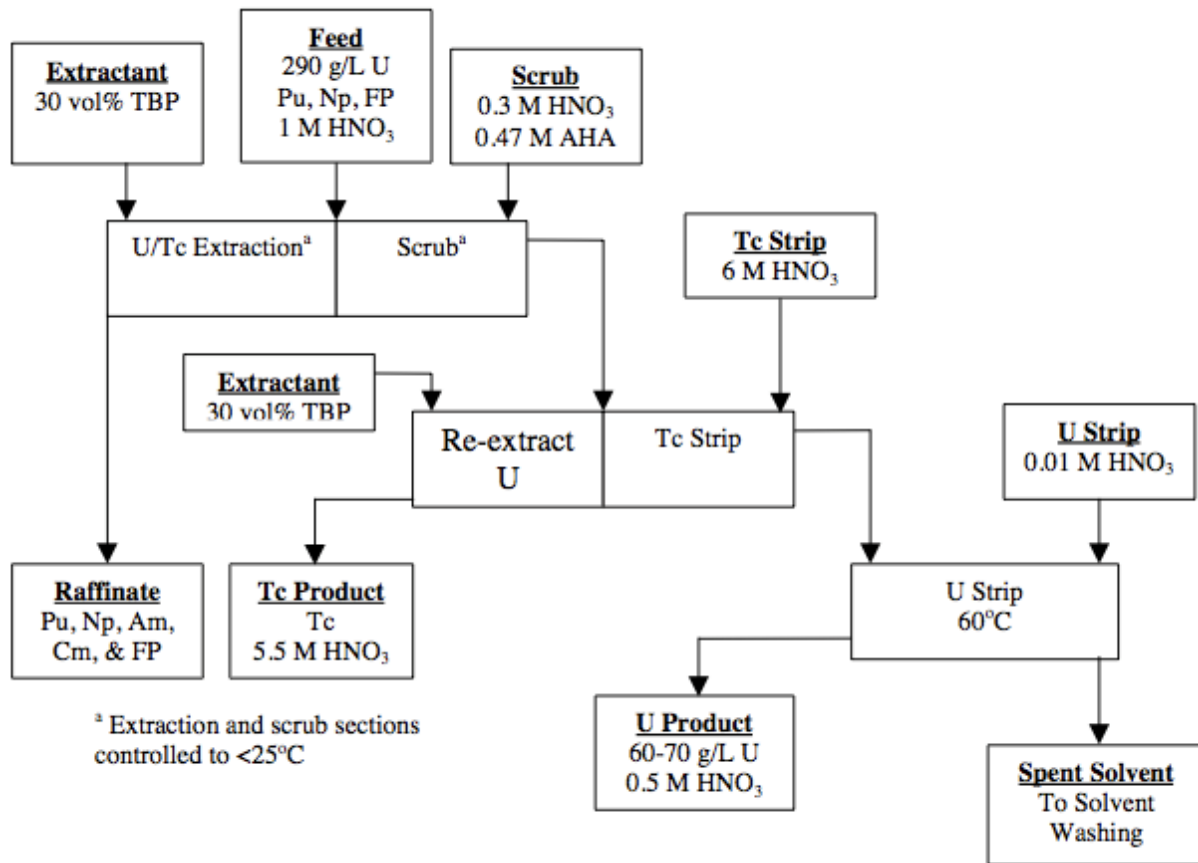 Extractant
30 vol% TBP
Feed
290 g/L U
Pu, Np, FP
1 M HNO₃
Scrub
0.3 M HNO₃
0.47 M AHA
U/Tc Extractionᵃ
Scrubᵃ
Tc Strip
6 M HNO₃
Extractant
30 vol% TBP
Re-extract
U
Tc Strip
U Strip
0.01 M HNO₃
Raffinate
Pu, Np, Am,
Cm, & FP
Tc Product
Tc
5.5 M HNO₃
U Strip
60°C
ᵃ Extraction and scrub sections
controlled to <25°C
U Product
60-70 g/L U
0.5 M HNO₃
Spent Solvent
To Solvent
Washing